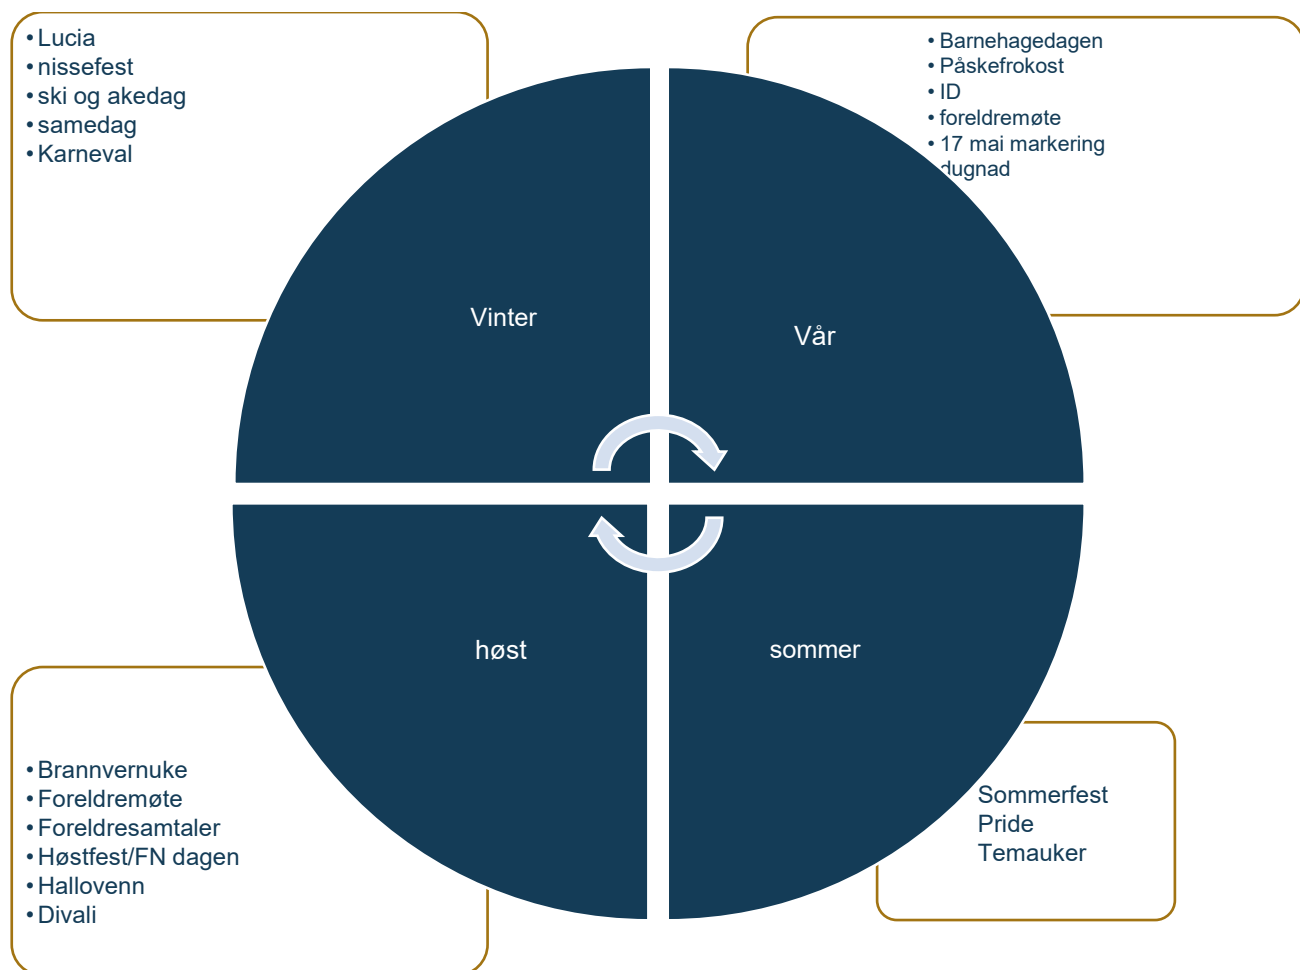 • Lucia
• nissefest
• ski og akedag
• samedag
• Karneval
• Barnehagedagen
• Påskefrokost
• ID
• foreldremøte
• 17 mai markering
• dugnad
Vinter
Vår
høst
sommer
• Brannvernuke
• Foreldremøte
• Foreldresamtaler
• Høstfest/FN dagen
• Hallovenn
• Divali
Sommerfest
Pride
Temauker